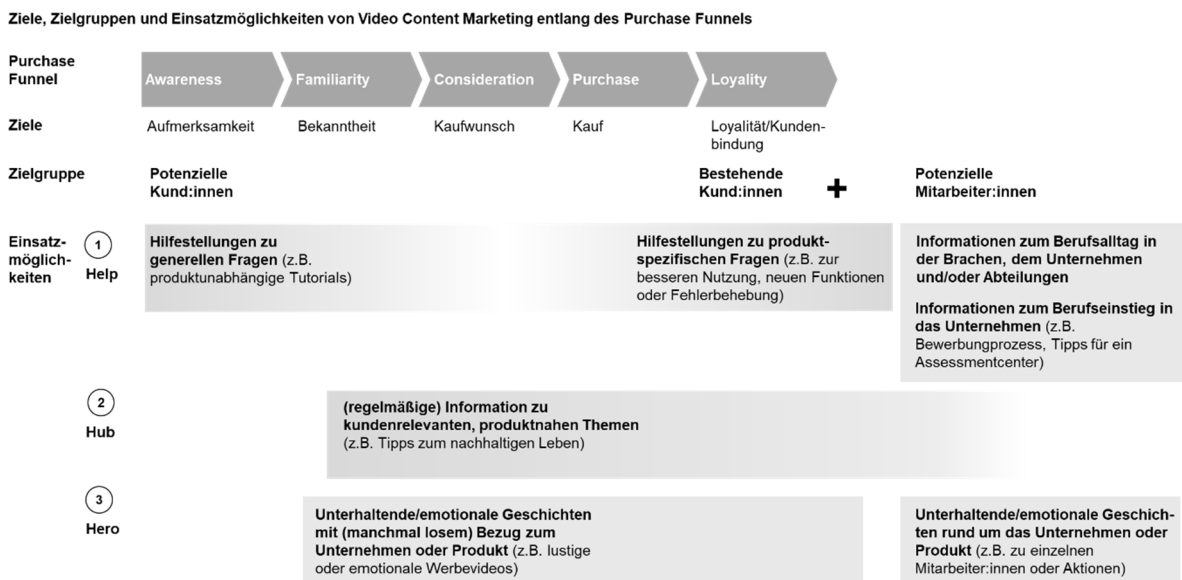 Ziele, Zielgruppen und Einsatzmöglichkeiten von Video Content Marketing entlang des Purchase Funnels
Purchase
Funnel
Awareness
Familiarity
Consideration
Purchase
Loyality
Ziele
Aufmerksamkeit
Bekanntheit
Kaufwunsch
Kauf
Loyalität/Kunden-
bindung
Zielgruppe
Potenzielle
Kund:innen
Bestehende
Kund:innen
+
Potenzielle
Mitarbeiter:innen
Einsatz-
möglich-
keiten
1
Help
Hilfestellungen zu
generellen Fragen (z.B.
produktunabhängige Tutorials)
Hilfestellungen zu produkt-
spezifischen Fragen (z.B. zur
besseren Nutzung, neuen Funktionen
oder Fehlerbehebung)
Informationen zum Berufsalltag in
der Brachen, dem Unternehmen
und/oder Abteilungen
Informationen zum Berufseinstieg in
das Unternehmen (z.B.
Bewerbungprozess, Tipps für ein
Assessmentcenter)
2
Hub
(regelmäßige) Information zu
kundenrelevanten, produktnahen Themen
(z.B. Tipps zum nachhaltigen Leben)
3
Hero
Unterhaltende/emotionale Geschichten
mit (manchmal losem) Bezug zum
Unternehmen oder Produkt (z.B. lustige
oder emotionale Werbevideos)
Unterhaltende/emotionale Geschich-
ten rund um das Unternehmen oder
Produkt (z.B. zu einzelnen
Mitarbeiter:innen oder Aktionen)